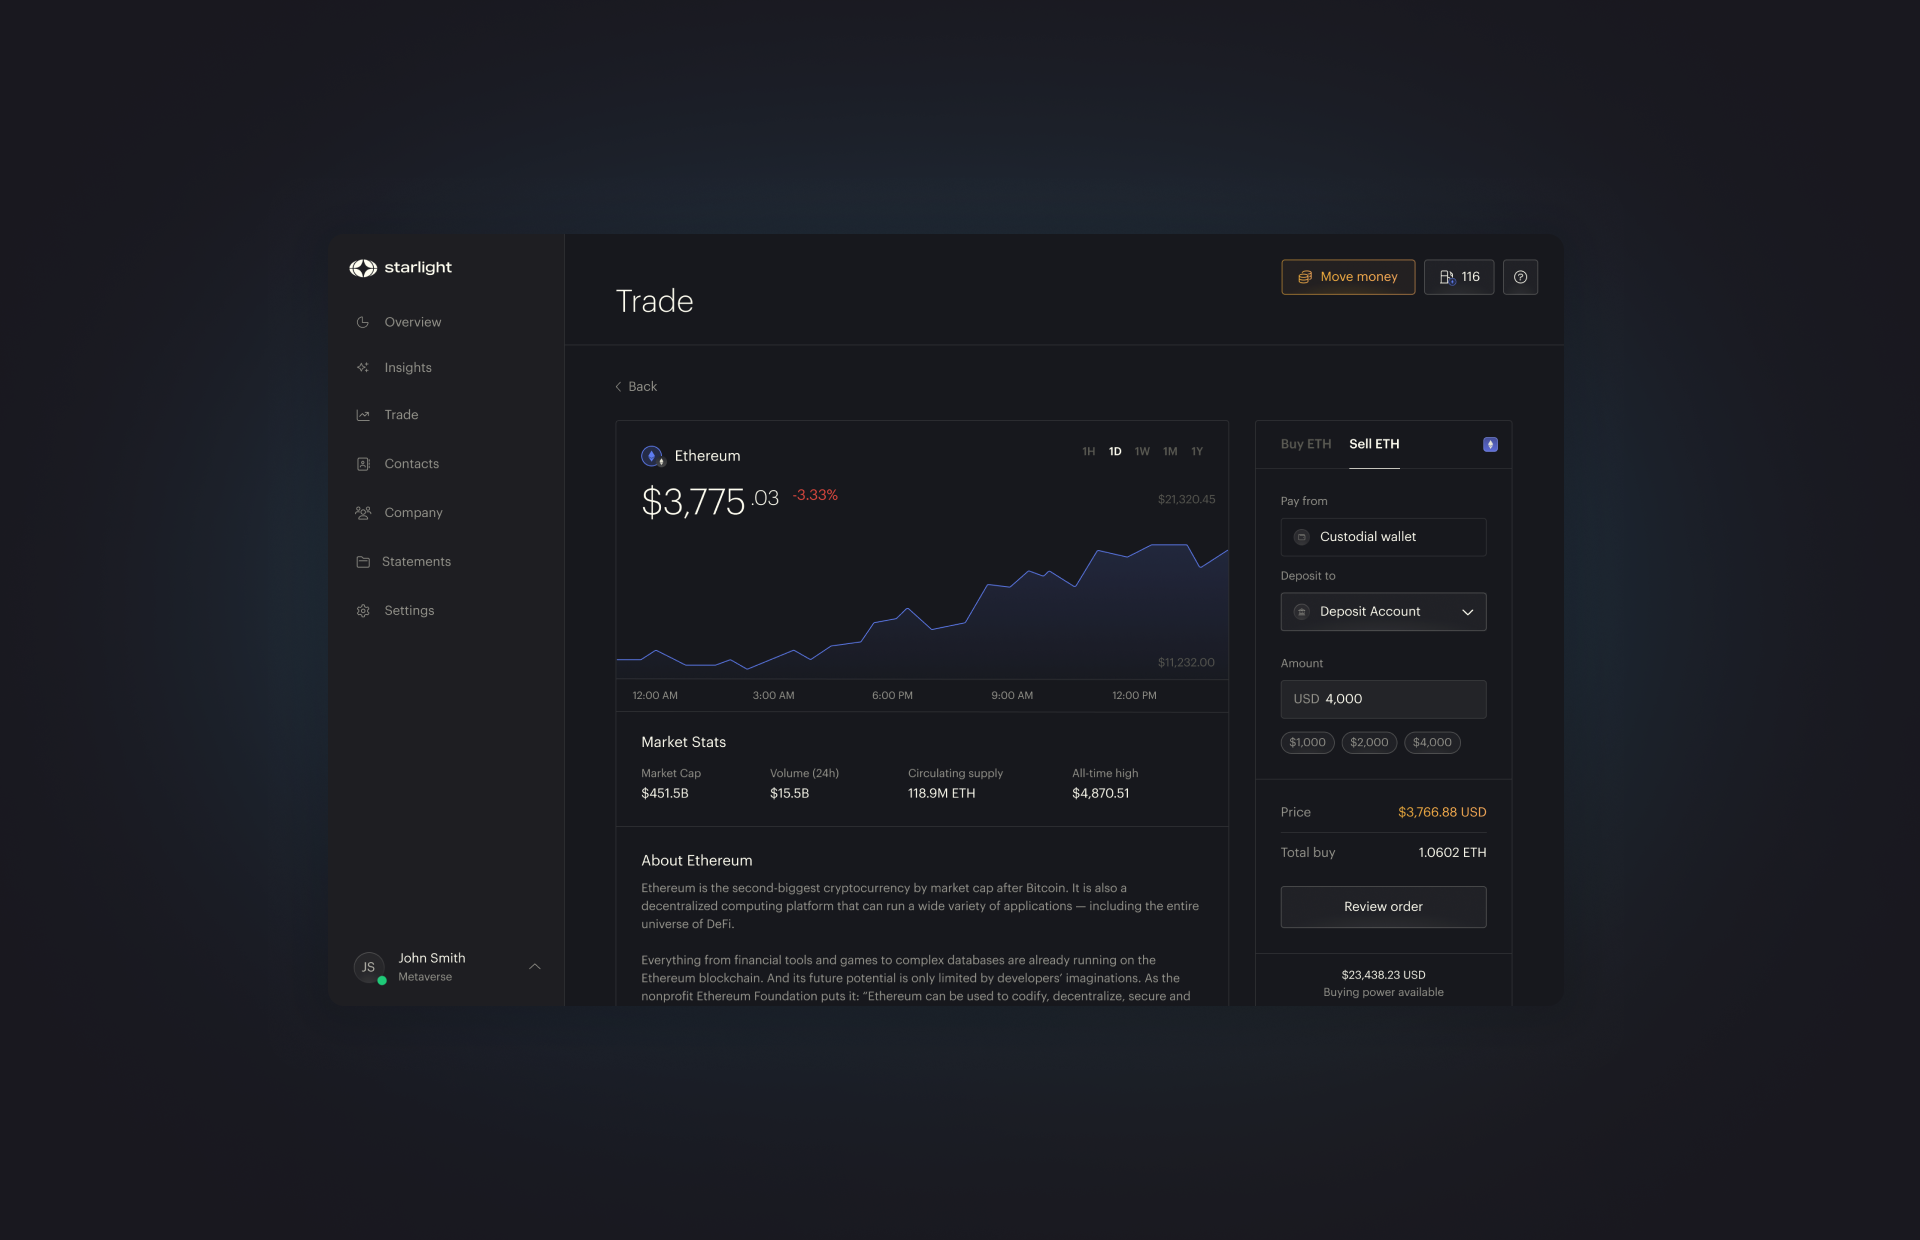 starlight
Overview
Insights
Trade
Contacts
Company
Statements
Settings
JS
John Smith
Metaverse
Trade
Move money
116
Back
Ethereum
1H 1D 1W 1M 1Y
$3,775.03 -3.33%
$21,320.45
$11,232.00
12:00 AM 3:00 AM 6:00 PM 9:00 AM 12:00 PM
Market Stats
Market Cap Volume (24h) Circulating supply All-time high
$451.5B $15.5B 118.9M ETH $4,870.51
About Ethereum
Ethereum is the second-biggest cryptocurrency by market cap after Bitcoin. It is also a
decentralized computing platform that can run a wide variety of applications — including the entire
universe of DeFi.
Everything from financial tools and games to complex databases are already running on the
Ethereum blockchain. And its future potential is only limited by developers’ imaginations. As the
nonprofit Ethereum Foundation puts it: “Ethereum can be used to codify, decentralize, secure and
Buy ETH Sell ETH
Pay from
Custodial wallet
Deposit to
Deposit Account
Amount
USD 4,000
$1,000 $2,000 $4,000
Price $3,766.88 USD
Total buy 1.0602 ETH
Review order
$23,438.23 USD
Buying power available